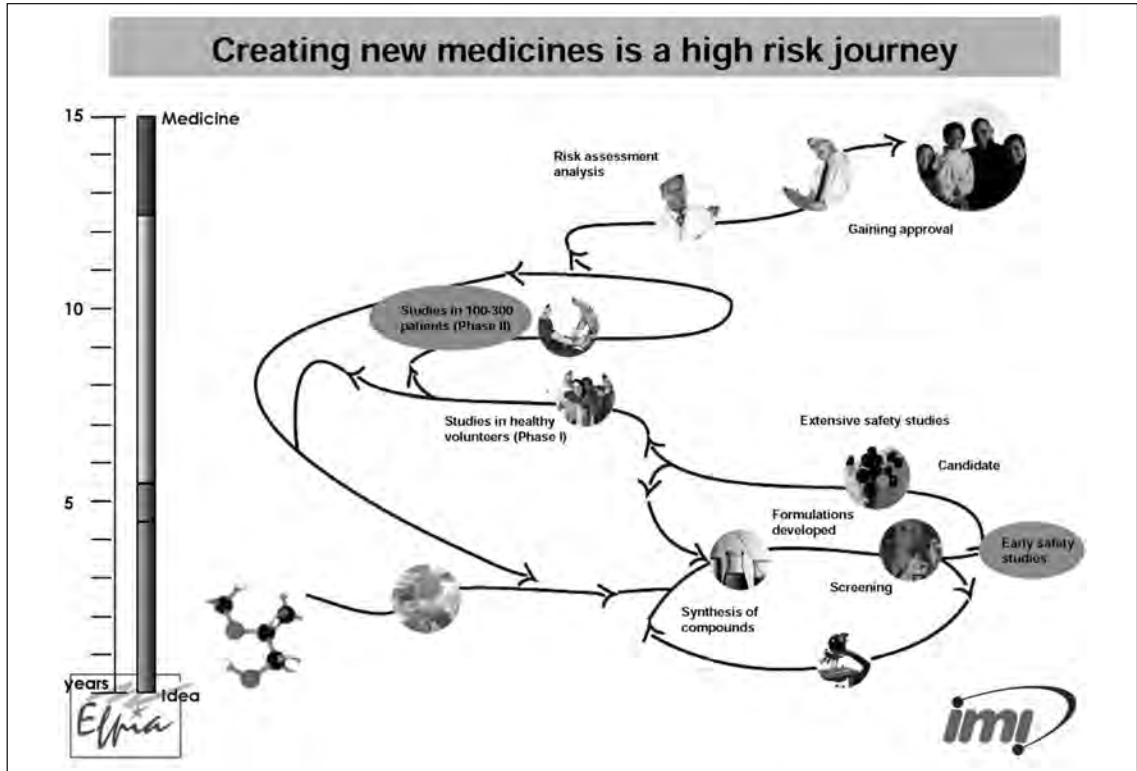 Creating new medicines is a high risk journey
15
Medicine
Risk assessment
analysis
Gaining approval
10
Studies in 100-300
patients (Phase II)
Studies in healthy
volunteers (Phase I)
Extensive safety studies
Candidate
5
Formulations
developed
Early safety
studies
Screening
Synthesis of
compounds
years
Idea
Efpia
imi